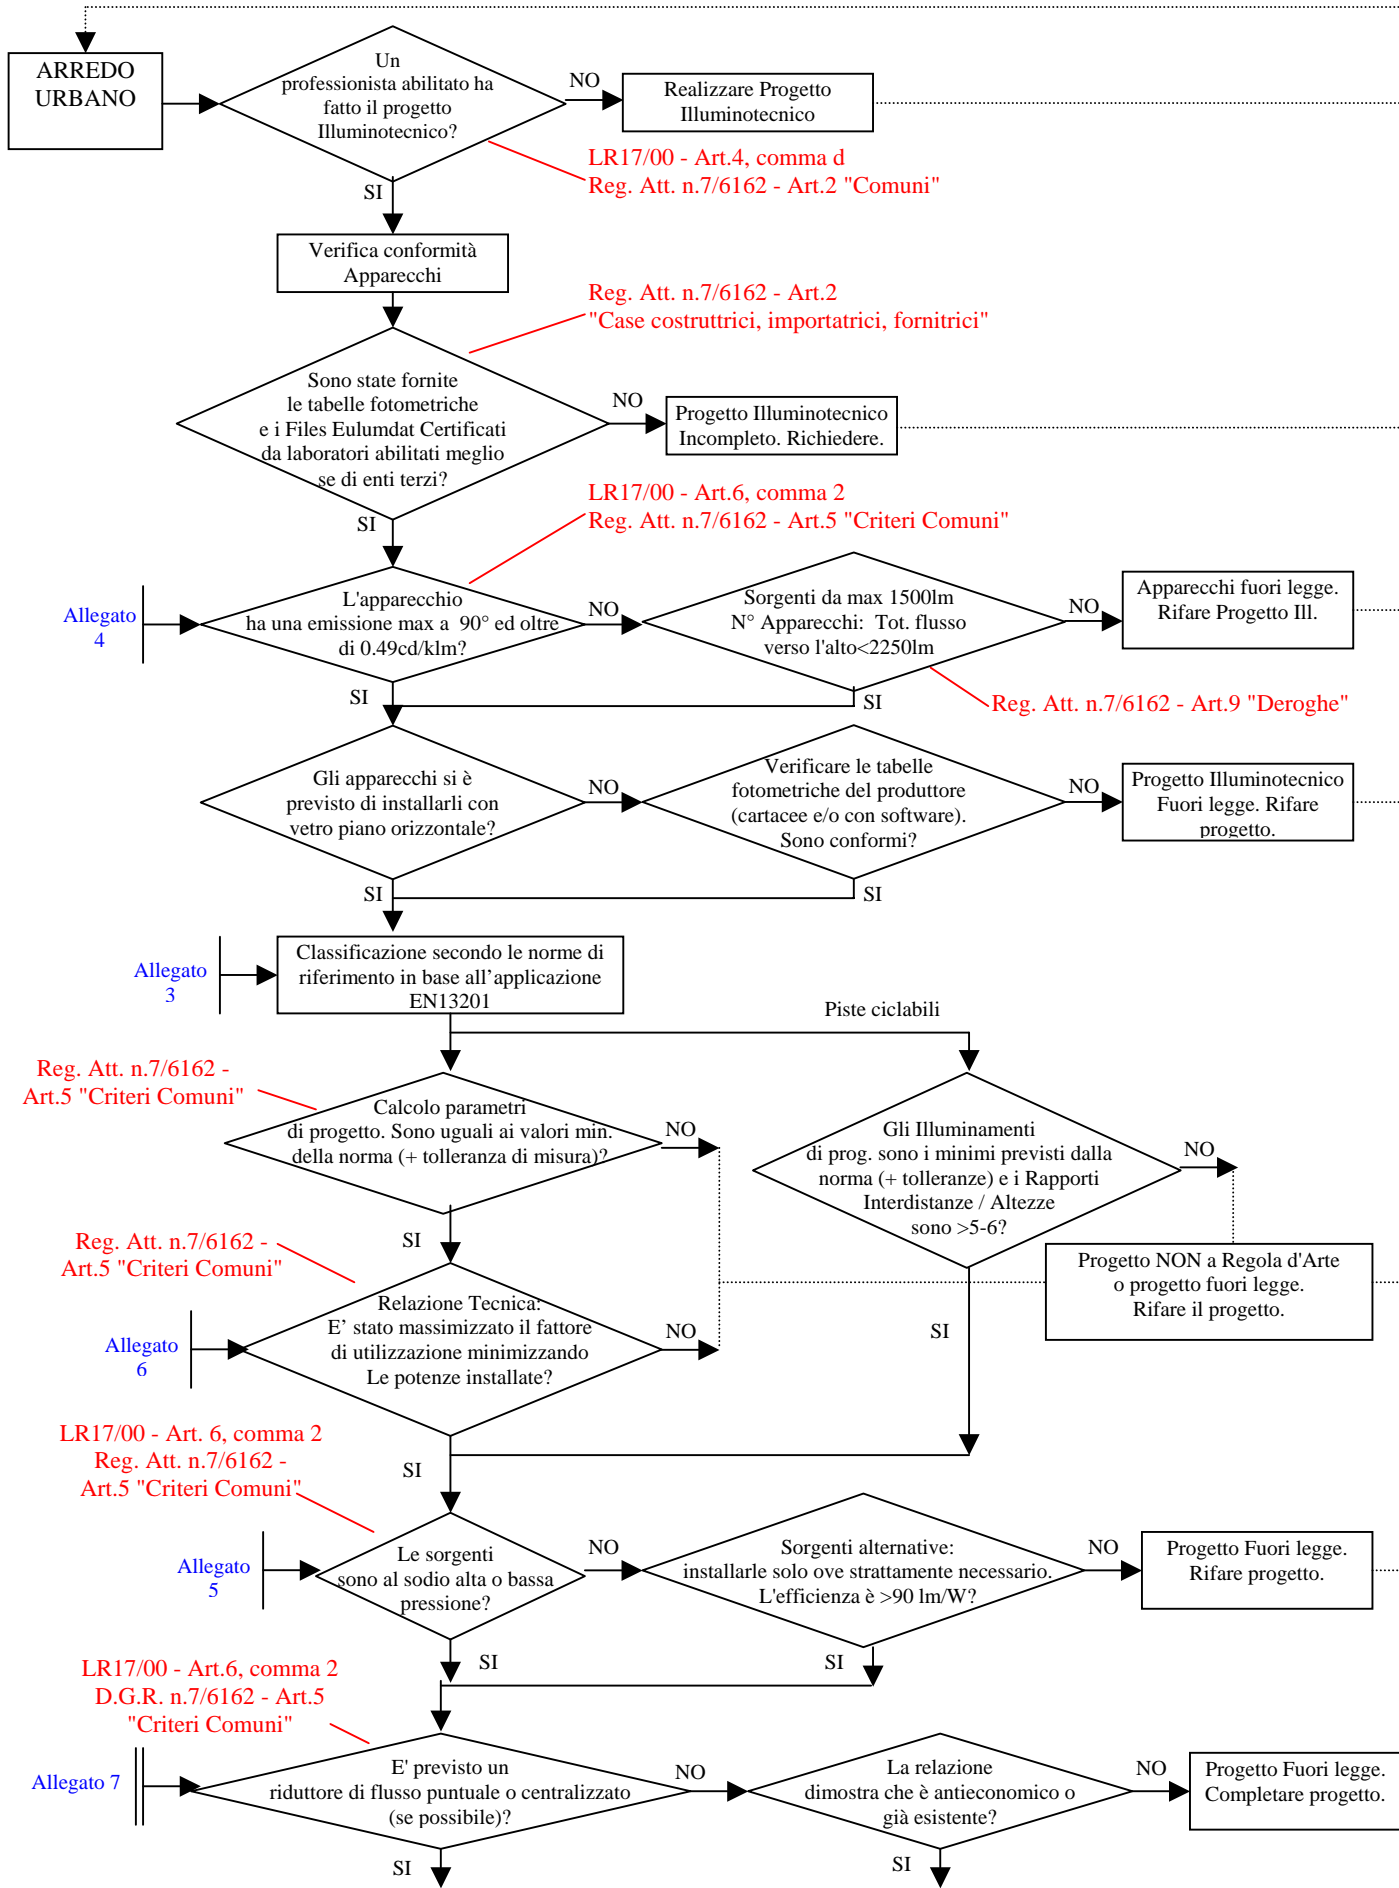 ARREDO
URBANO
Un
professionista abilitato ha
fatto il progetto
Illuminotecnico?
NO
Realizzare Progetto
Illuminotecnico
LR17/00 - Art.4, comma d
Reg. Att. n.7/6162 - Art.2 "Comuni"
SI
Verifica conformità
Apparecchi
Reg. Att. n.7/6162 - Art.2
"Case costruttrici, importatrici, fornitrici"
Sono state fornite
le tabelle fotometriche
e i Files Eulumdat Certificati
da laboratori abilitati meglio
se di enti terzi?
NO
Progetto Illuminotecnico
Incompleto. Richiedere.
LR17/00 - Art.6, comma 2
Reg. Att. n.7/6162 - Art.5 "Criteri Comuni"
SI
Allegato
4
L'apparecchio
ha una emissione max a 90° ed oltre
di 0.49cd/klm?
NO
Sorgenti da max 1500lm
N° Apparecchi: Tot. flusso
verso l'alto<2250lm
NO
Apparecchi fuori legge.
Rifare Progetto Ill.
SI
SI
Reg. Att. n.7/6162 - Art.9 "Deroghe"
Gli apparecchi si è
previsto di installarli con
vetro piano orizzontale?
NO
Verificare le tabelle
fotometriche del produttore
(cartacee e/o con software).
Sono conformi?
NO
Progetto Illuminotecnico
Fuori legge. Rifare
progetto.
SI
SI
Allegato
3
Classificazione secondo le norme di
riferimento in base all'applicazione
EN13201
Piste ciclabili
Reg. Att. n.7/6162 -
Art.5 "Criteri Comuni"
Calcolo parametri
di progetto. Sono uguali ai valori min.
della norma (+ tolleranza di misura)?
NO
Gli Illuminamenti
di prog. sono i minimi previsti dalla
norma (+ tolleranze) e i Rapporti
Interdistanze / Altezze
sono >5-6?
NO
SI
Reg. Att. n.7/6162 -
Art.5 "Criteri Comuni"
Progetto NON a Regola d'Arte
o progetto fuori legge.
Rifare il progetto.
Allegato
6
Relazione Tecnica:
E' stato massimizzato il fattore
di utilizzazione minimizzando
Le potenze installate?
NO
SI
LR17/00 - Art. 6, comma 2
Reg. Att. n.7/6162 -
Art.5 "Criteri Comuni"
SI
Allegato
5
Le sorgenti
sono al sodio alta o bassa
pressione?
NO
Sorgenti alternative:
installarle solo ove strattamente necessario.
L'efficienza è >90 lm/W?
NO
Progetto Fuori legge.
Rifare progetto.
SI
SI
LR17/00 - Art.6, comma 2
D.G.R. n.7/6162 - Art.5
"Criteri Comuni"
Allegato 7
E' previsto un
riduttore di flusso puntuale o centralizzato
(se possibile)?
NO
La relazione
dimostra che è antieconomico o
già esistente?
NO
Progetto Fuori legge.
Completare progetto.
SI
SI